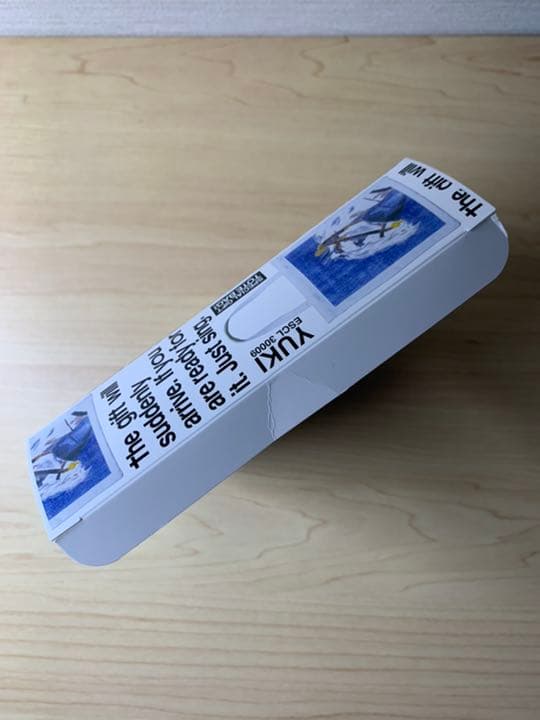 the gift will
suddenly
arrive. If you
are ready for
it. Just sing
YUKI
ESCL 30009
the gift will